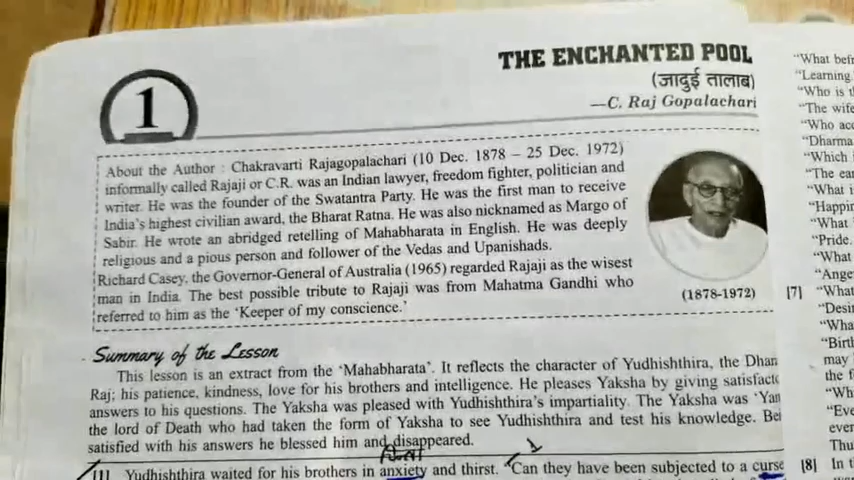 1
THE ENCHANTED POOL
(जादुई तालाब)
—C. Raj Gopalachari
About the Author : Chakravarti Rajagopalachari (10 Dec. 1878 – 25 Dec. 1972)
informally called Rajaji or C.R. was an Indian lawyer, freedom fighter, politician and
writer. He was the founder of the Swatantra Party. He was the first man to receive
India's highest civilian award, the Bharat Ratna. He was also nicknamed as Margo of
Sabir. He wrote an abridged retelling of Mahabharata in English. He was deeply
religious and a pious person and follower of the Vedas and Upanishads.
Richard Casey, the Governor-General of Australia (1965) regarded Rajaji as the wisest
man in India. The best possible tribute to Rajaji was from Mahatma Gandhi who
referred to him as the 'Keeper of my conscience.'
(1878-1972)
Summary of the Lesson
This lesson is an extract from the 'Mahabharata'. It reflects the character of Yudhishthira, the Dhar
Raj; his patience, kindness, love for his brothers and intelligence. He pleases Yaksha by giving satisfact
answers to his questions. The Yaksha was pleased with Yudhishthira's impartiality. The Yaksha was 'Yan
the lord of Death who had taken the form of Yaksha to see Yudhishthira and test his knowledge. Bei
satisfied with his answers he blessed him and disappeared.
[1] Yudhishthira waited for his brothers in anxiety and thirst. "Can they have been subjected to a curse
"What befr
"Learning.
"Who is t
"The wife
"Who acc
"Dharma
"Which
"The ear
"What i
"Happin
"What
"Pride.
"What
"Ange
[7] "What
"Desir
"Wha
"Birth
may
the f
"Wh
"Eve
ever
Thu
[8] In t